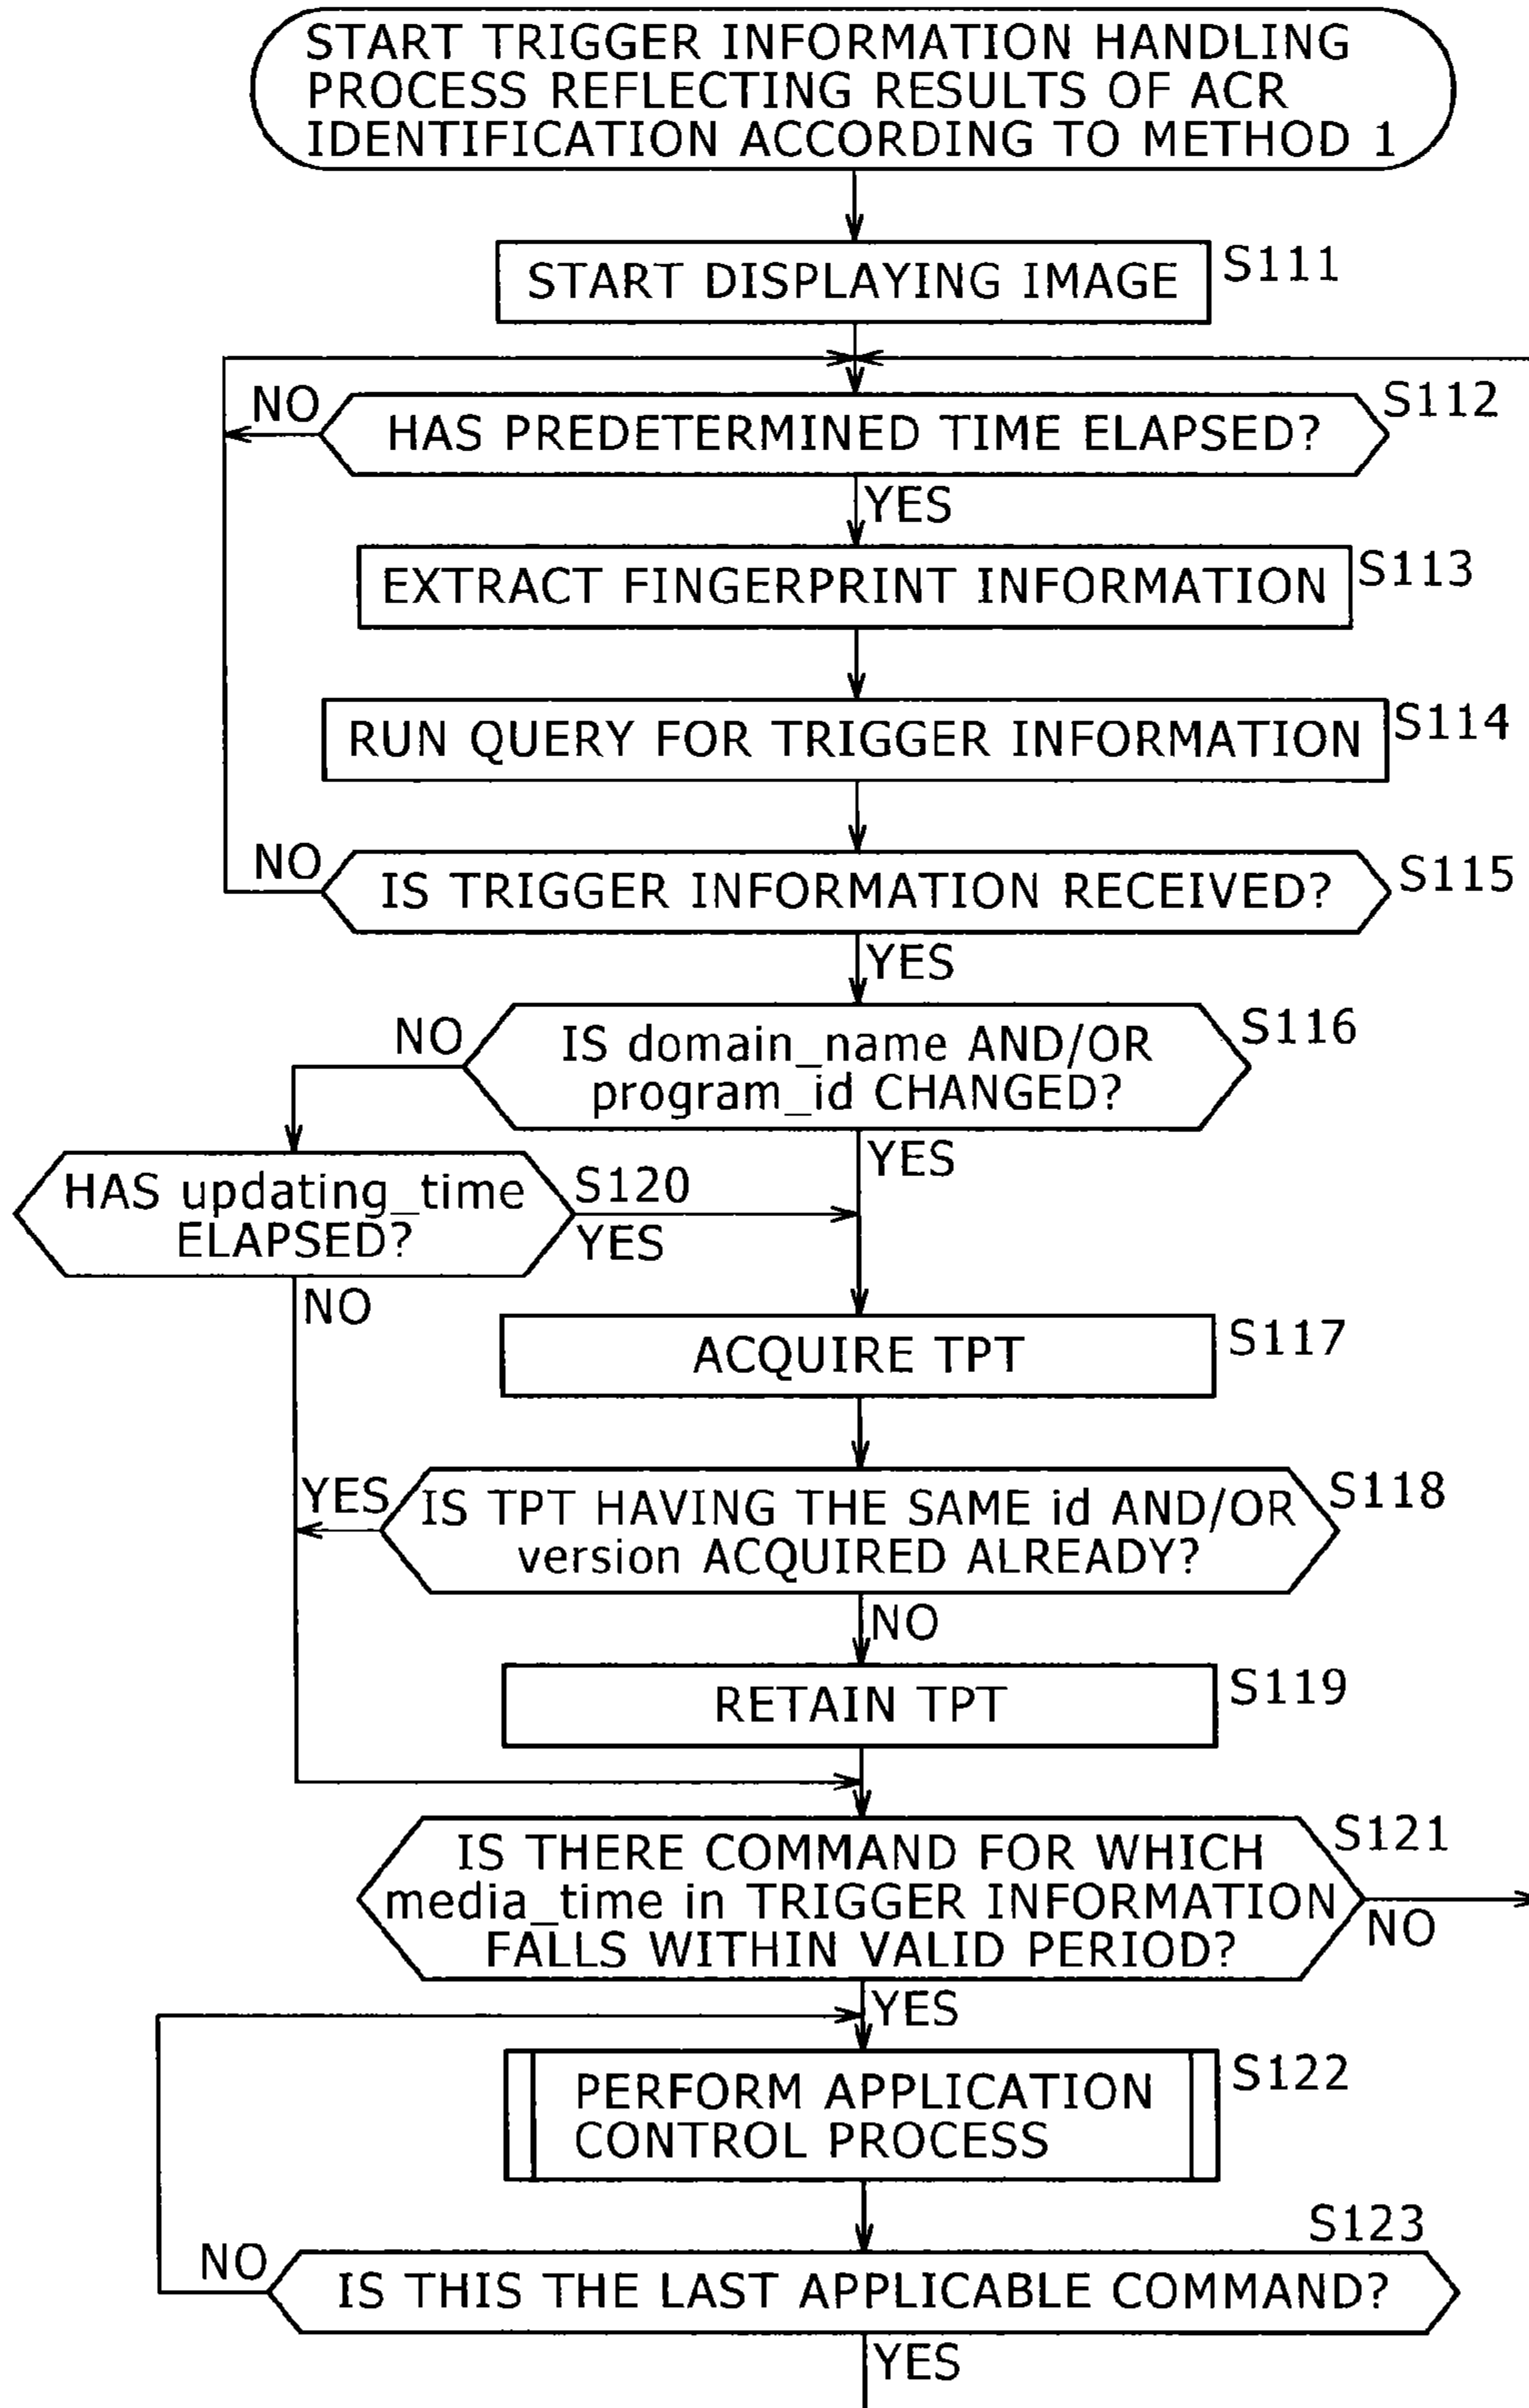 START TRIGGER INFORMATION HANDLING
PROCESS REFLECTING RESULTS OF ACR
IDENTIFICATION ACCORDING TO METHOD 1
START DISPLAYING IMAGE
S111
NO
HAS PREDETERMINED TIME ELAPSED?
S112
YES
EXTRACT FINGERPRINT INFORMATION
S113
RUN QUERY FOR TRIGGER INFORMATION
S114
NO
IS TRIGGER INFORMATION RECEIVED?
S115
YES
NO
IS domain_name AND/OR
program_id CHANGED?
S116
YES
HAS updating_time
ELAPSED?
S120
YES
NO
ACQUIRE TPT
S117
YES
IS TPT HAVING THE SAME id AND/OR
version ACQUIRED ALREADY?
S118
NO
RETAIN TPT
S119
IS THERE COMMAND FOR WHICH
media_time in TRIGGER INFORMATION
FALLS WITHIN VALID PERIOD?
S121
NO
YES
PERFORM APPLICATION
CONTROL PROCESS
S122
S123
NO
IS THIS THE LAST APPLICABLE COMMAND?
YES